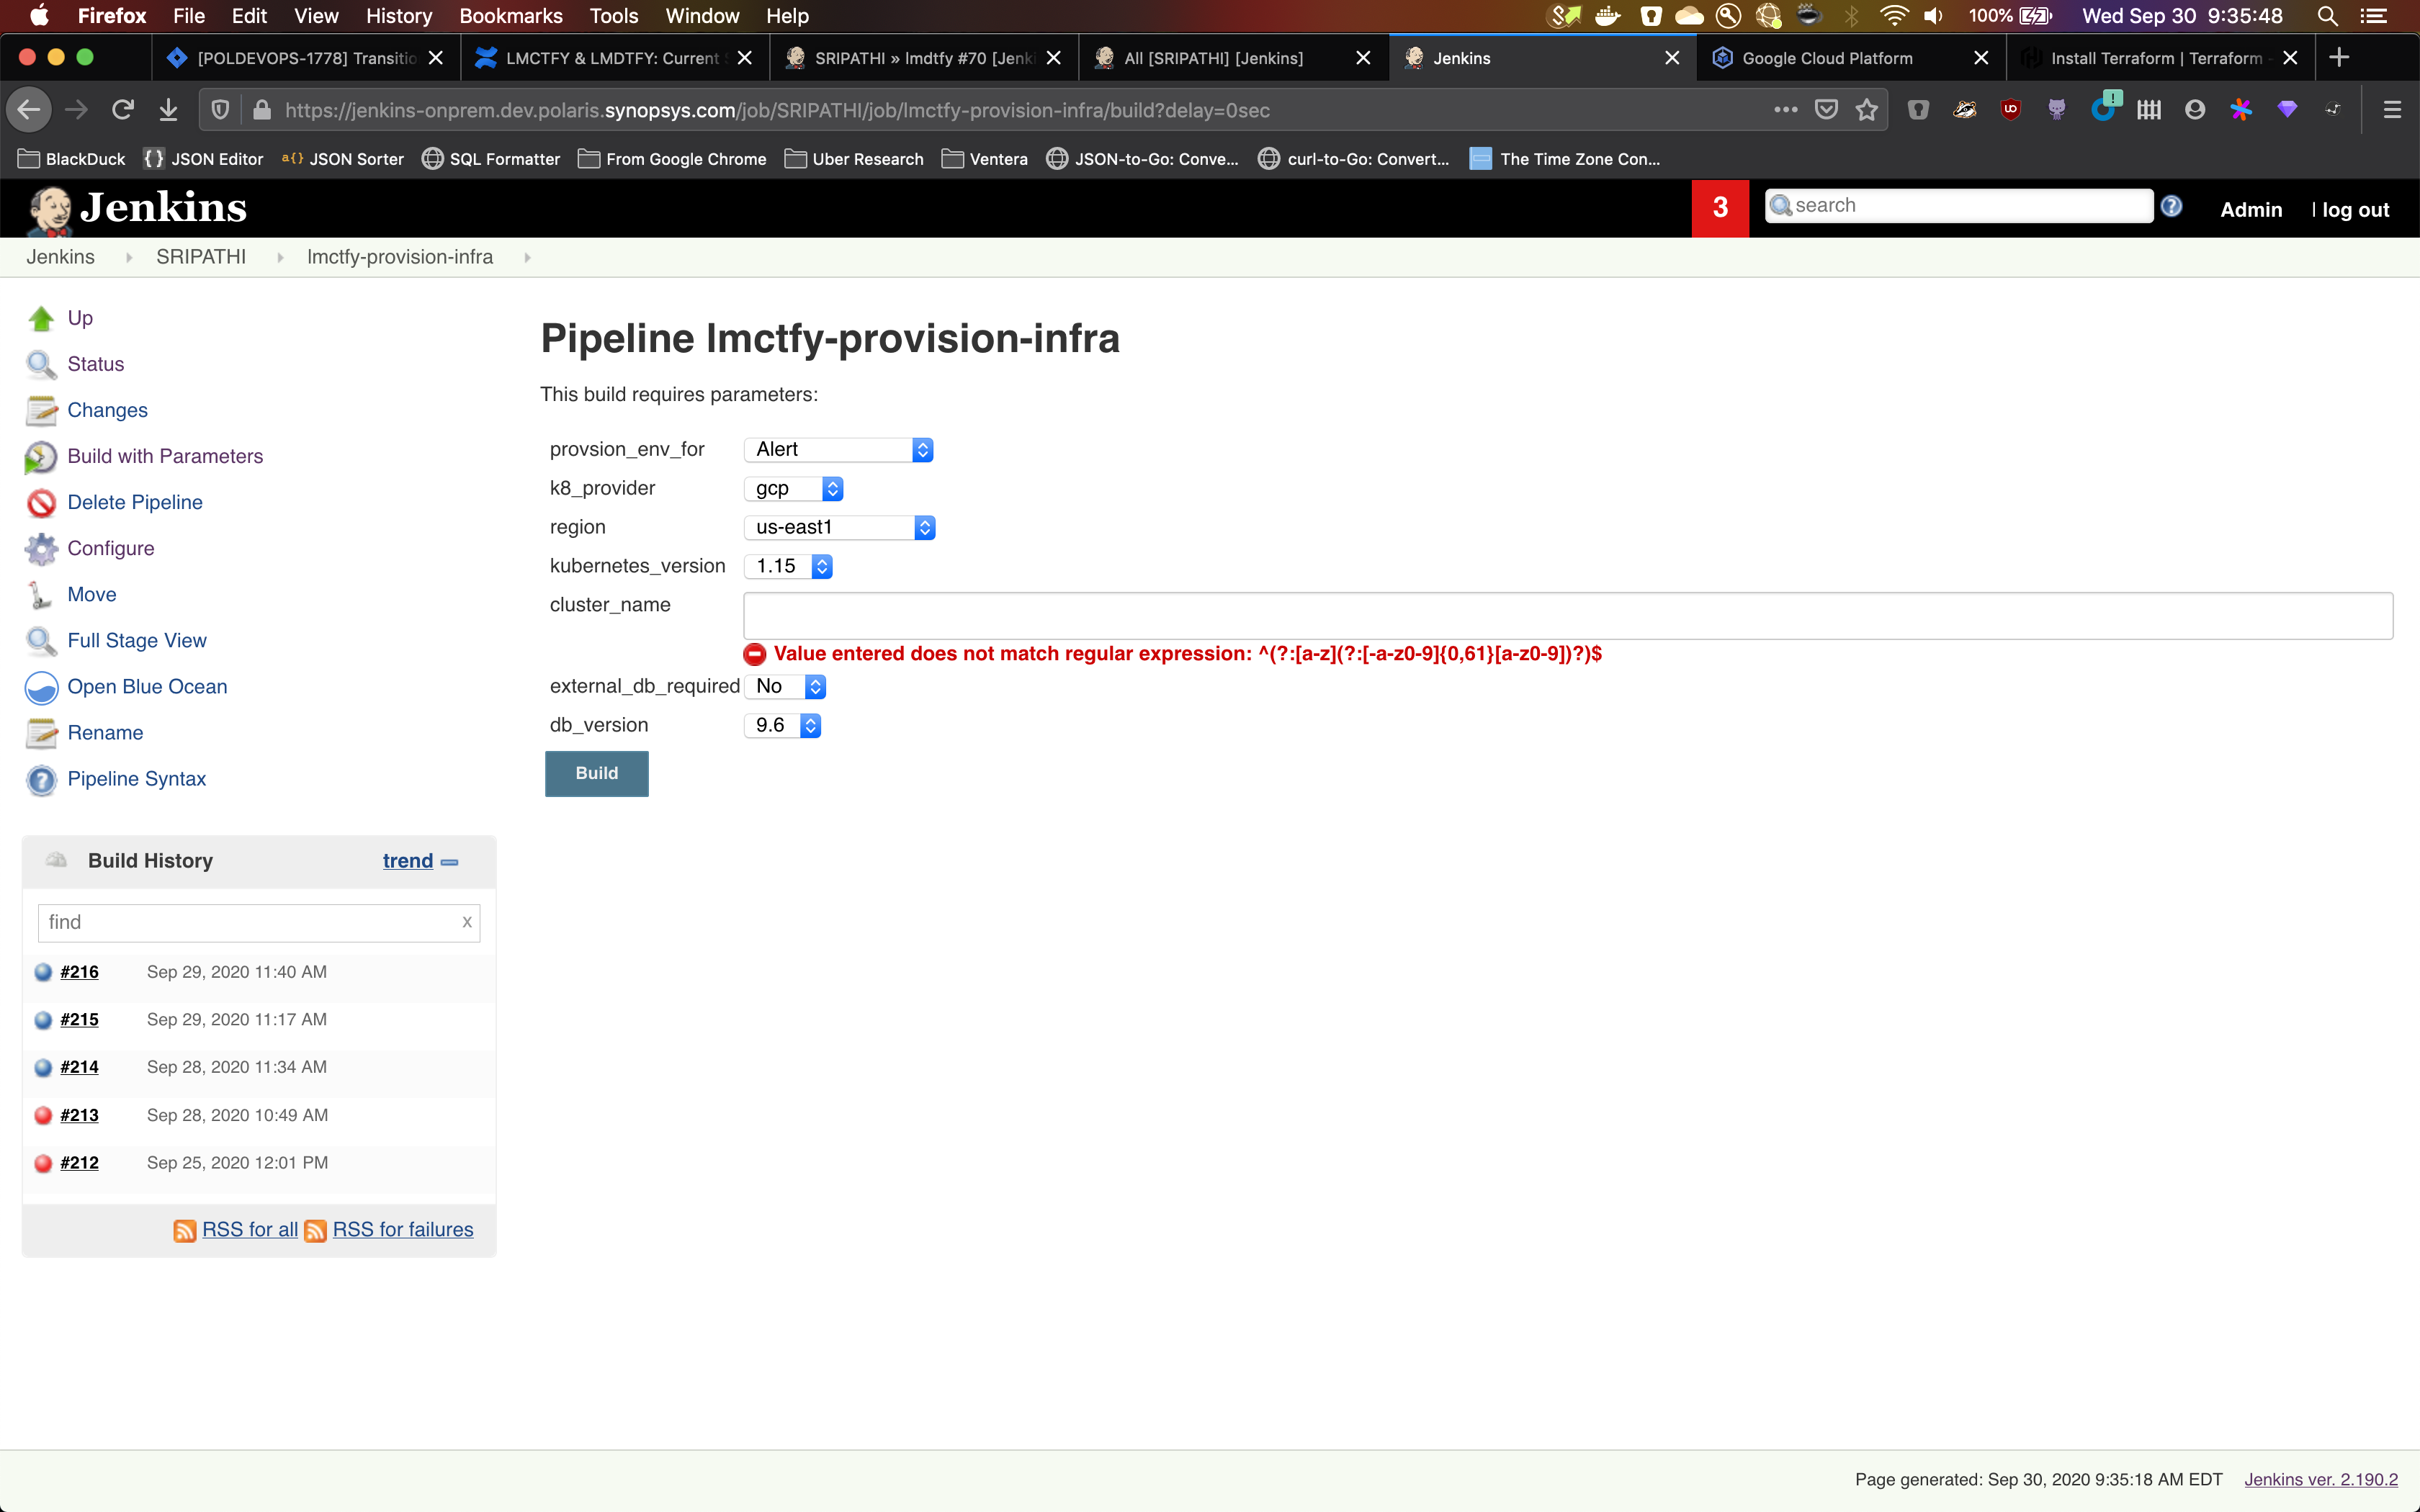 Firefox File Edit View History Bookmarks Tools Window Help 100% Wed Sep 30 9:35:48
[POLDEVOPS-1778] Transitio LMCTFY & LMDTFY: Current S SRIPATHI » lmdtfy #70 [Jenki All [SRIPATHI] [Jenkins] Jenkins Google Cloud Platform Install Terraform | Terraform -
https://jenkins-onprem.dev.polaris.synopsys.com/job/SRIPATHI/job/lmctfy-provision-infra/build?delay=0sec
BlackDuck JSON Editor JSON Sorter SQL Formatter From Google Chrome Uber Research Ventera JSON-to-Go: Conve... curl-to-Go: Convert... The Time Zone Con...
Jenkins 3 search Admin | log out
Jenkins SRIPATHI lmctfy-provision-infra
Up
Status
Changes
Build with Parameters
Delete Pipeline
Configure
Move
Full Stage View
Open Blue Ocean
Rename
Pipeline Syntax
Build History trend
find x
#216 Sep 29, 2020 11:40 AM
#215 Sep 29, 2020 11:17 AM
#214 Sep 28, 2020 11:34 AM
#213 Sep 28, 2020 10:49 AM
#212 Sep 25, 2020 12:01 PM
RSS for all RSS for failures
Pipeline lmctfy-provision-infra
This build requires parameters:
provsion_env_for Alert
k8_provider gcp
region us-east1
kubernetes_version 1.15
cluster_name
Value entered does not match regular expression: ^(?:[a-z](?:[-a-z0-9]{0,61}[a-z0-9])?)$
external_db_required No
db_version 9.6
Build
Page generated: Sep 30, 2020 9:35:18 AM EDT Jenkins ver. 2.190.2